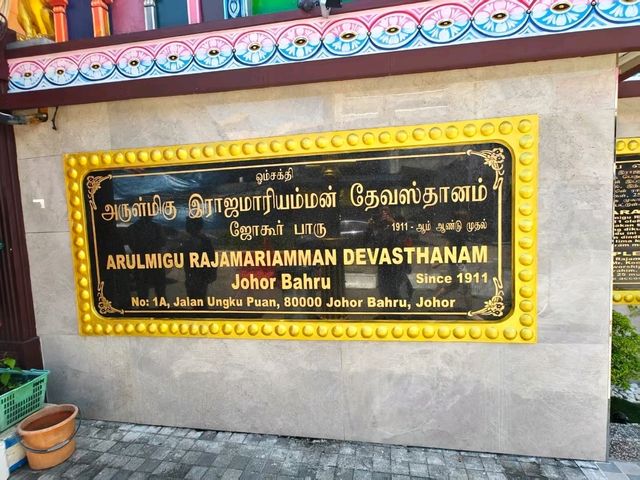 ஓம்சக்தி
அருள்மிகு இராஜமாரியம்மன் தேவஸ்தானம்
ஜோகூர் பாரு 1911 - ஆம் ஆண்டு முதல்
ARULMIGU RAJAMARIAMMAN DEVASTHANAM
Johor Bahru Since 1911
No: 1A, Jalan Ungku Puan, 80000 Johor Bahru, Johor